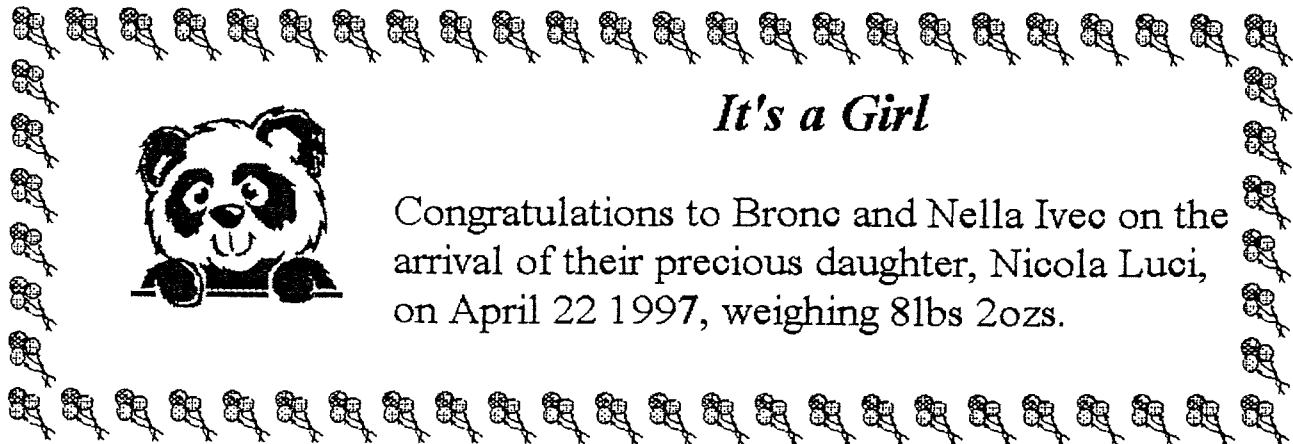 It's a Girl
Congratulations to Bronc and Nella Ivec on the
arrival of their precious daughter, Nicola Luci,
on April 22 1997, weighing 8lbs 2ozs.